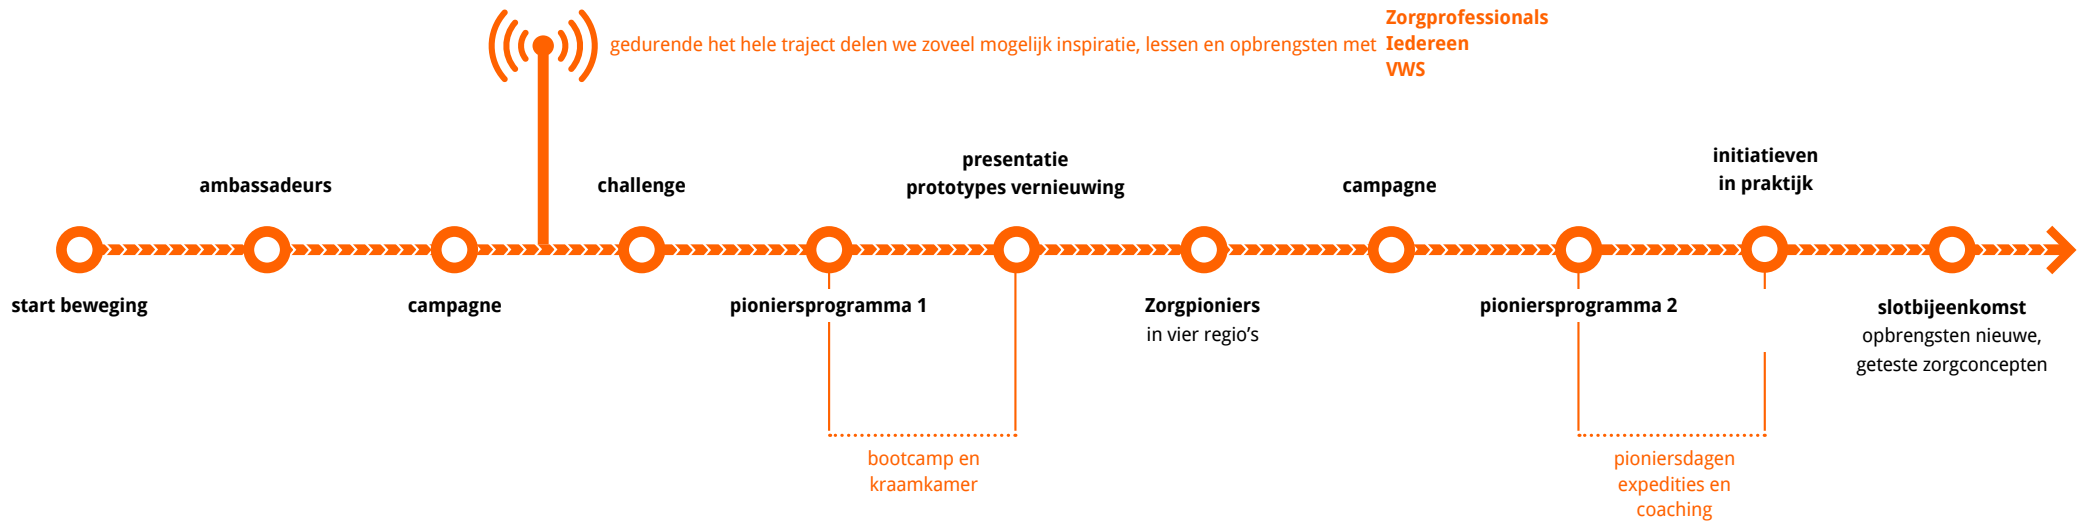 Zorgprofessionals
gedurende het hele traject delen we zoveel mogelijk inspiratie, lessen en opbrengsten met Iedereen
VWS
ambassadeurs
challenge
presentatie
prototypes vernieuwing
campagne
initiatieven
in praktijk
start beweging
campagne
pioniersprogramma 1
Zorgpioniers
in vier regio’s
pioniersprogramma 2
slotbijeenkomst
opbrengsten nieuwe,
geteste zorgconcepten
bootcamp en
kraamkamer
pioniersdagen
expedities en
coaching